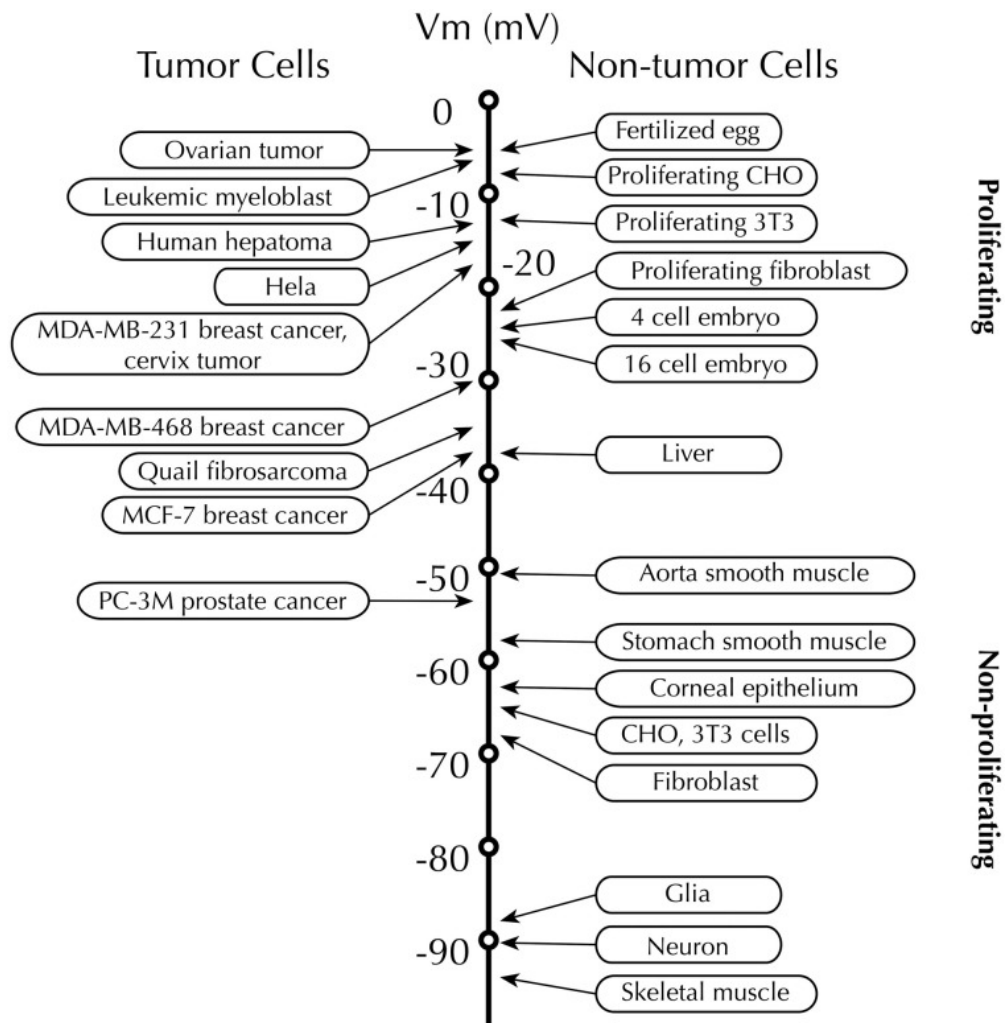 Vm (mV)
Tumor Cells
Non-tumor Cells
0
-10
-20
-30
-40
-50
-60
-70
-80
-90
Ovarian tumor
Leukemic myeloblast
Human hepatoma
Hela
MDA-MB-231 breast cancer,
cervix tumor
MDA-MB-468 breast cancer
Quail fibrosarcoma
MCF-7 breast cancer
PC-3M prostate cancer
Fertilized egg
Proliferating CHO
Proliferating 3T3
Proliferating fibroblast
4 cell embryo
16 cell embryo
Liver
Aorta smooth muscle
Stomach smooth muscle
Corneal epithelium
CHO, 3T3 cells
Fibroblast
Glia
Neuron
Skeletal muscle
Proliferating
Non-proliferating